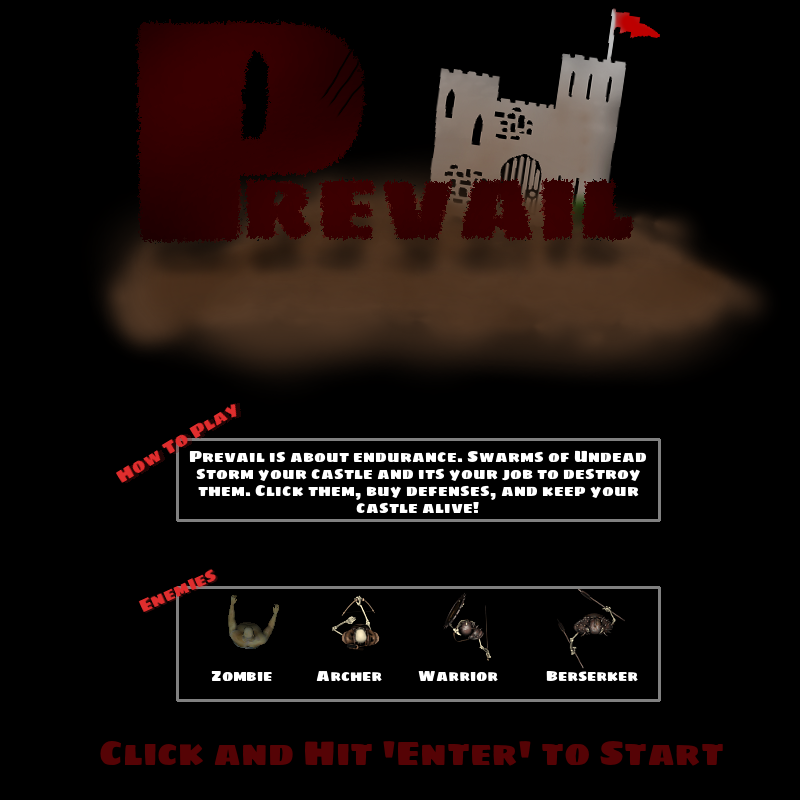 Prevail
How To Play
Prevail is about endurance. Swarms of Undead
storm your castle and its your job to destroy
them. Click them, buy defenses, and keep your
castle alive!
Enemies
Zombie Archer Warrior Berserker
Click and Hit 'Enter' to Start